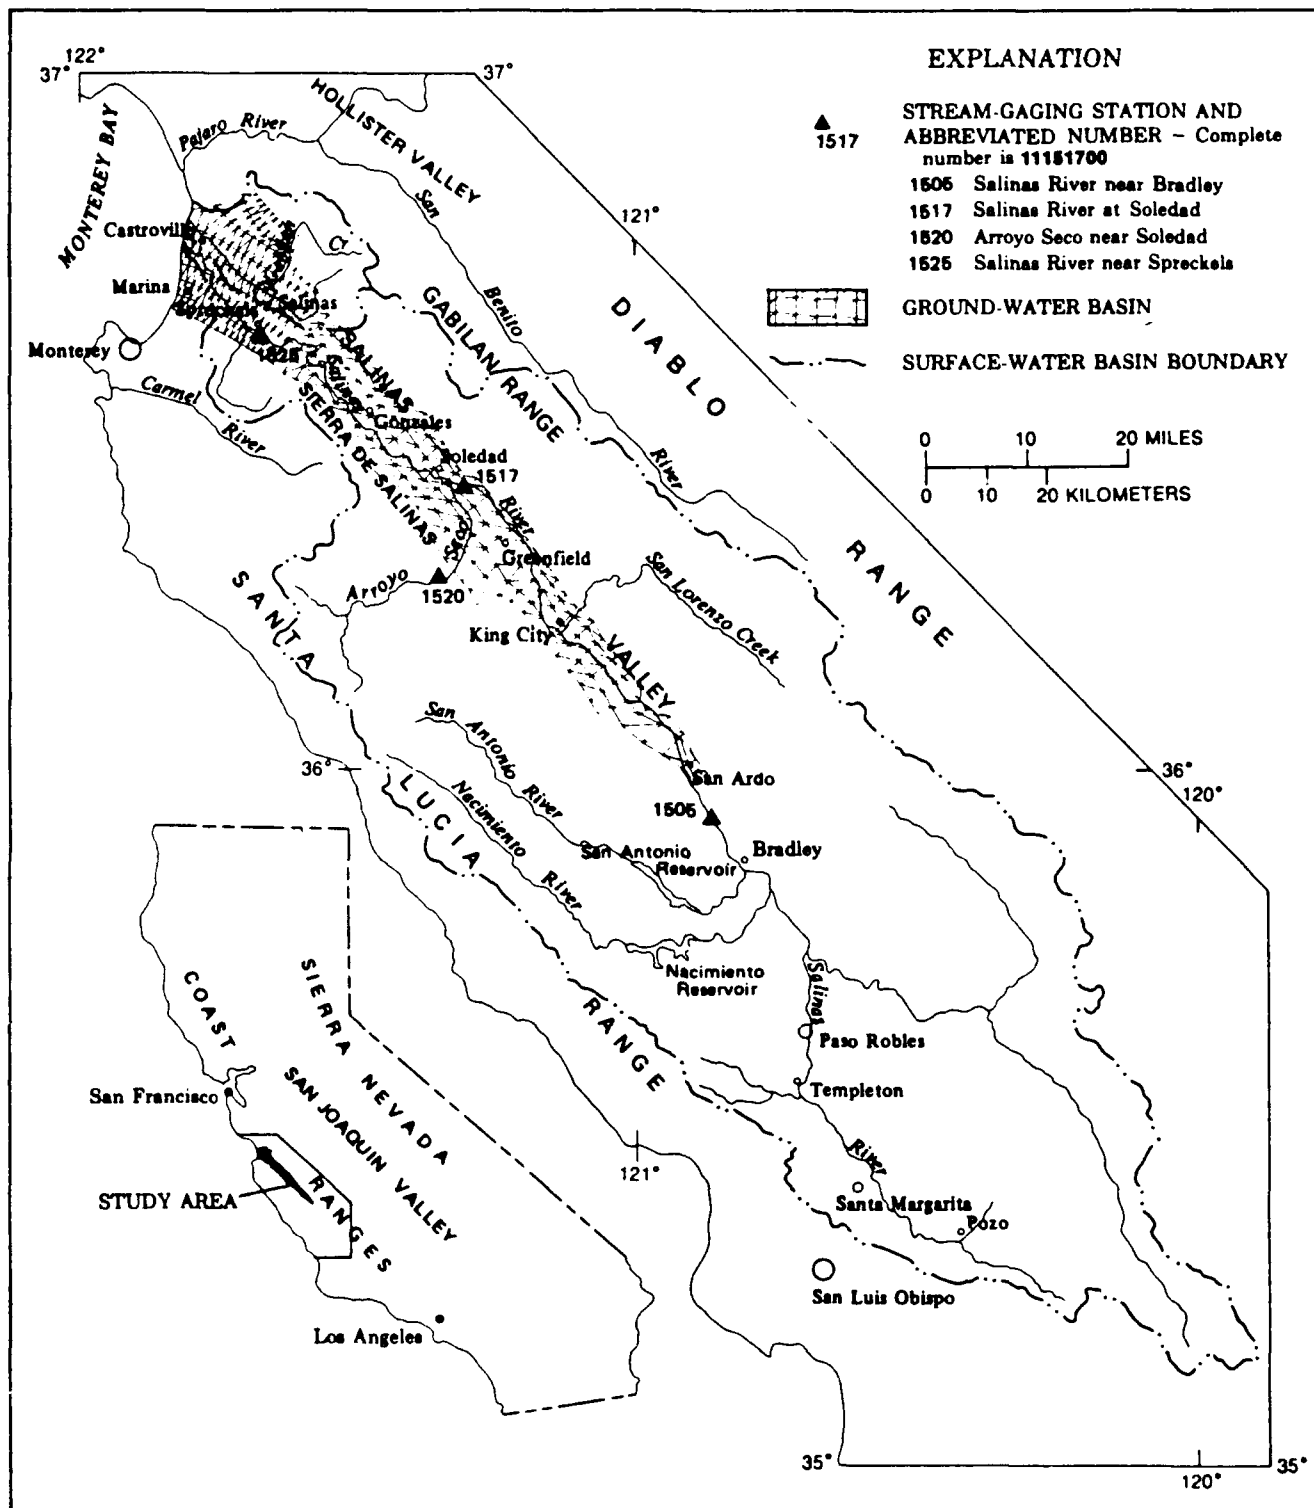 EXPLANATION
STREAM-GAGING STATION AND
ABBREVIATED NUMBER – Complete
number is 11151700
1517
1505 Salinas River near Bradley
1517 Salinas River at Soledad
1520 Arroyo Seco near Soledad
1525 Salinas River near Spreckels
GROUND-WATER BASIN
SURFACE-WATER BASIN BOUNDARY
0 10 20 MILES
0 10 20 KILOMETERS
122°
37°
37°
121°
MONTEREY BAY
Pajaro River
HOLLISTER VALLEY
San Benito River
Castroville
Cr
Marina
Salinas
Spreckels
1525
Monterey
Carmel River
GABILAN RANGE
DIABLO RANGE
SALINAS VALLEY
Salinas River
SIERRA DE SALINAS
Gonzales
Soledad
1517
Arroyo Seco
1520
Greenfield
King City
San Lorenzo Creek
SANTA LUCIA RANGE
San Antonio River
Nacimiento River
San Ardo
1505
Bradley
San Antonio
Reservoir
Nacimiento
Reservoir
36°
36°
120°
Salinas River
Paso Robles
Templeton
Santa Margarita
Pozo
San Luis Obispo
121°
35°
35°
120°
COAST RANGES
SIERRA NEVADA
SAN JOAQUIN VALLEY
San Francisco
STUDY AREA
Los Angeles